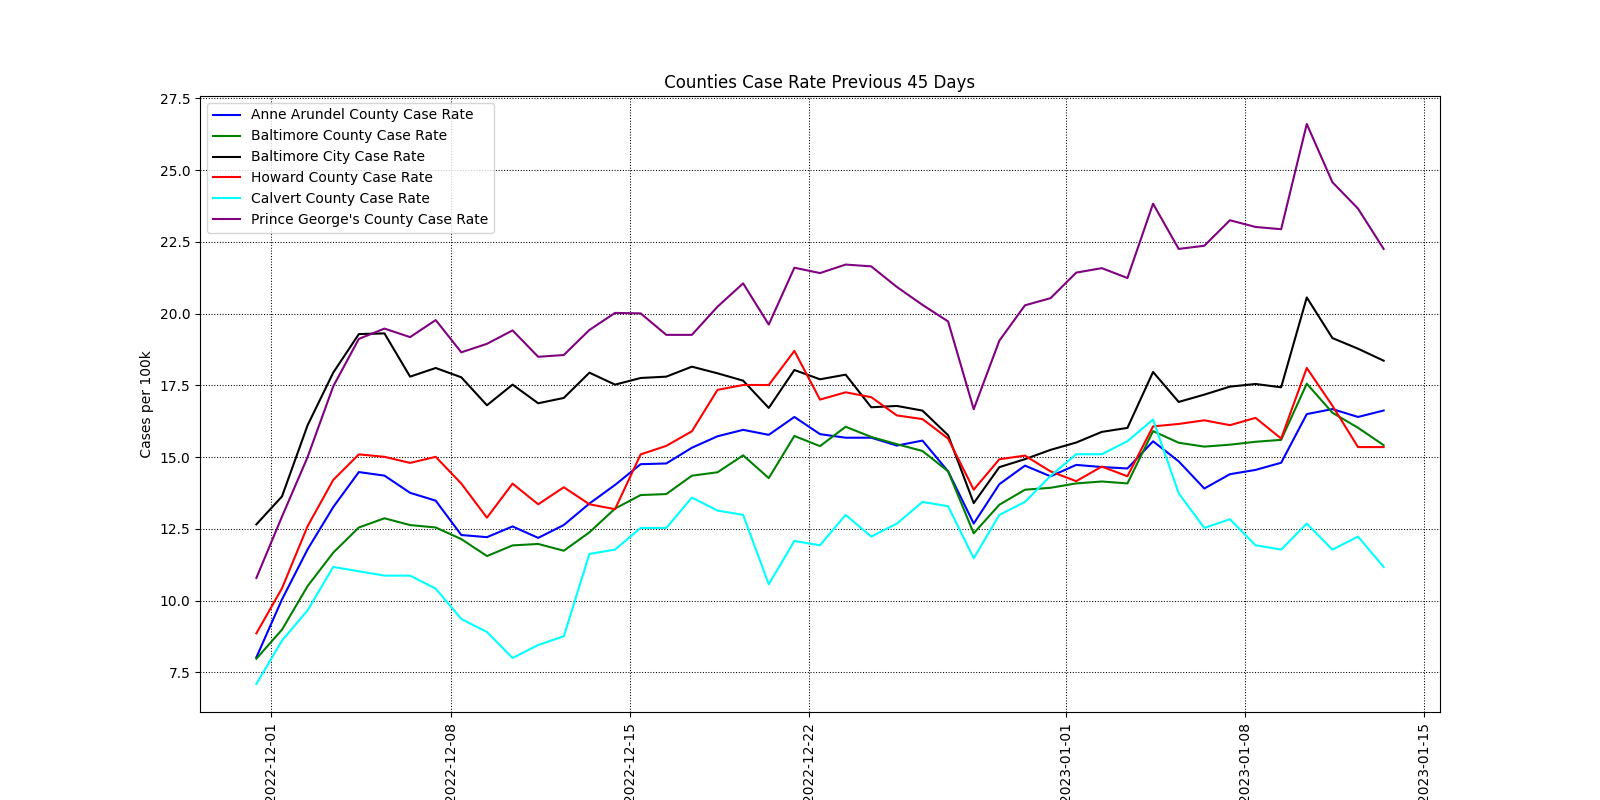 Counties Case Rate Previous 45 Days
27.5
25.0
22.5
20.0
17.5
15.0
12.5
10.0
7.5
Cases per 100k
Anne Arundel County Case Rate
Baltimore County Case Rate
Baltimore City Case Rate
Howard County Case Rate
Calvert County Case Rate
Prince George's County Case Rate
2022-12-01
2022-12-08
2022-12-15
2022-12-22
2023-01-01
2023-01-08
2023-01-15